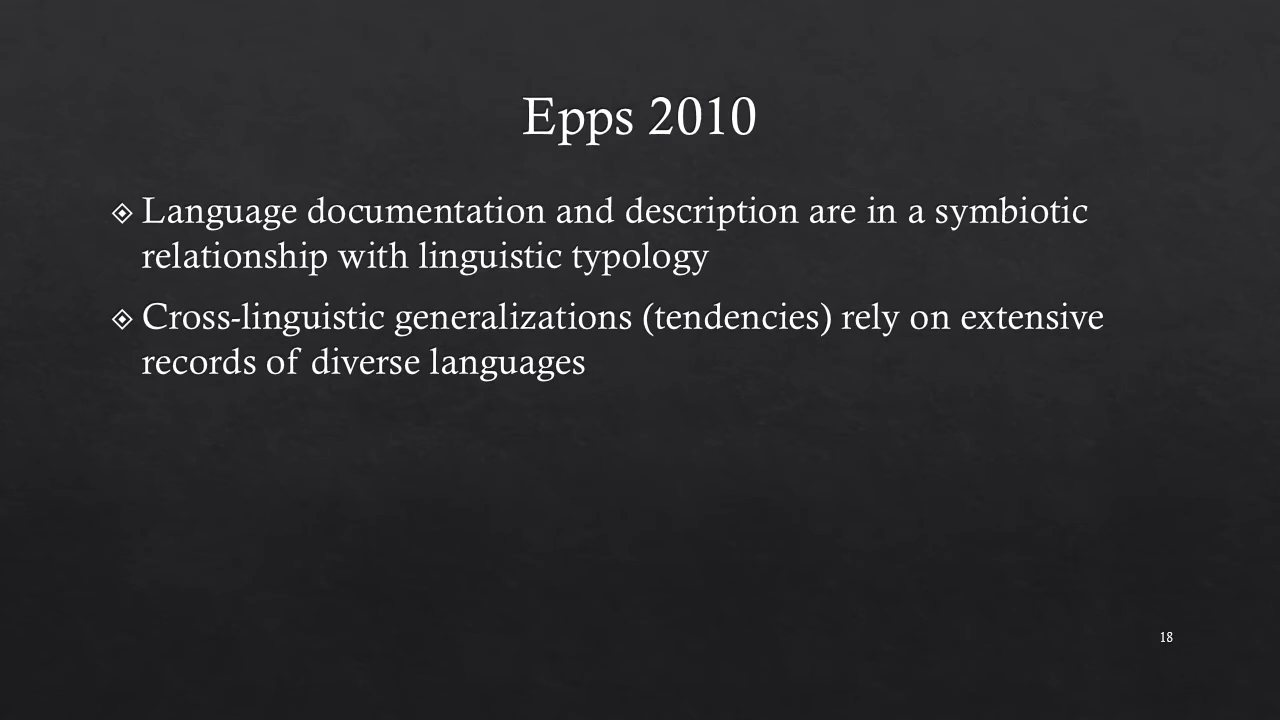 Epps 2010
Language documentation and description are in a symbiotic
relationship with linguistic typology
Cross-linguistic generalizations (tendencies) rely on extensive
records of diverse languages
18